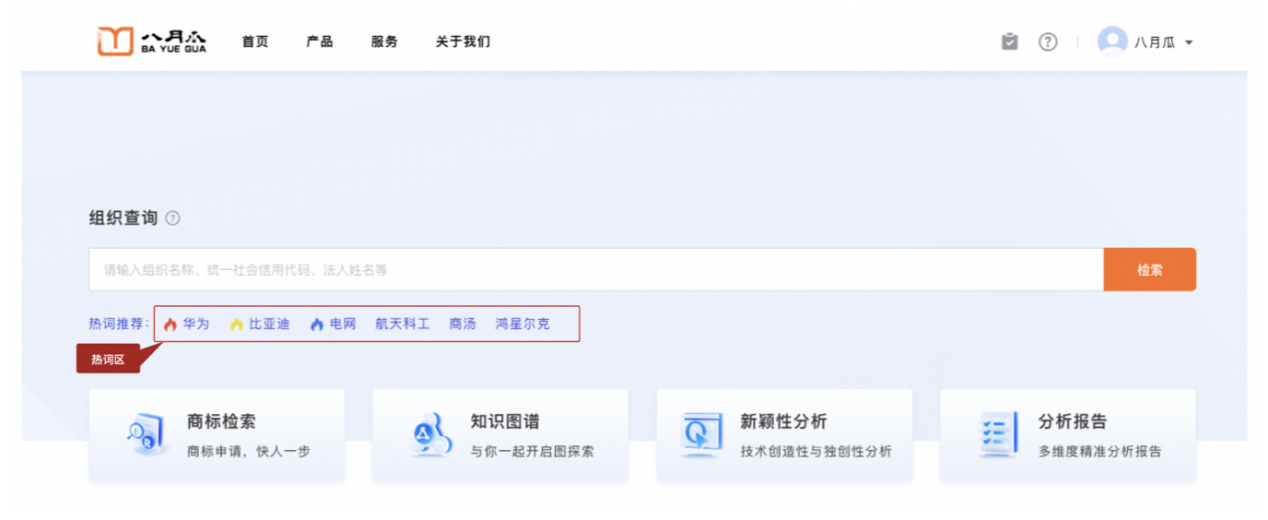 八月瓜 BA YUE GUA 首页 产品 服务 关于我们 八月瓜
组织查询
请输入组织名称、统一社会信用代码、法人姓名等 检索
热词推荐: 华为 比亚迪 电网 航天科工 商汤 鸿星尔克
热词区
商标检索 知识图谱 新颖性分析 分析报告
商标申请，快人一步 与你一起开启图探索 技术创造性与独创性分析 多维度精准分析报告